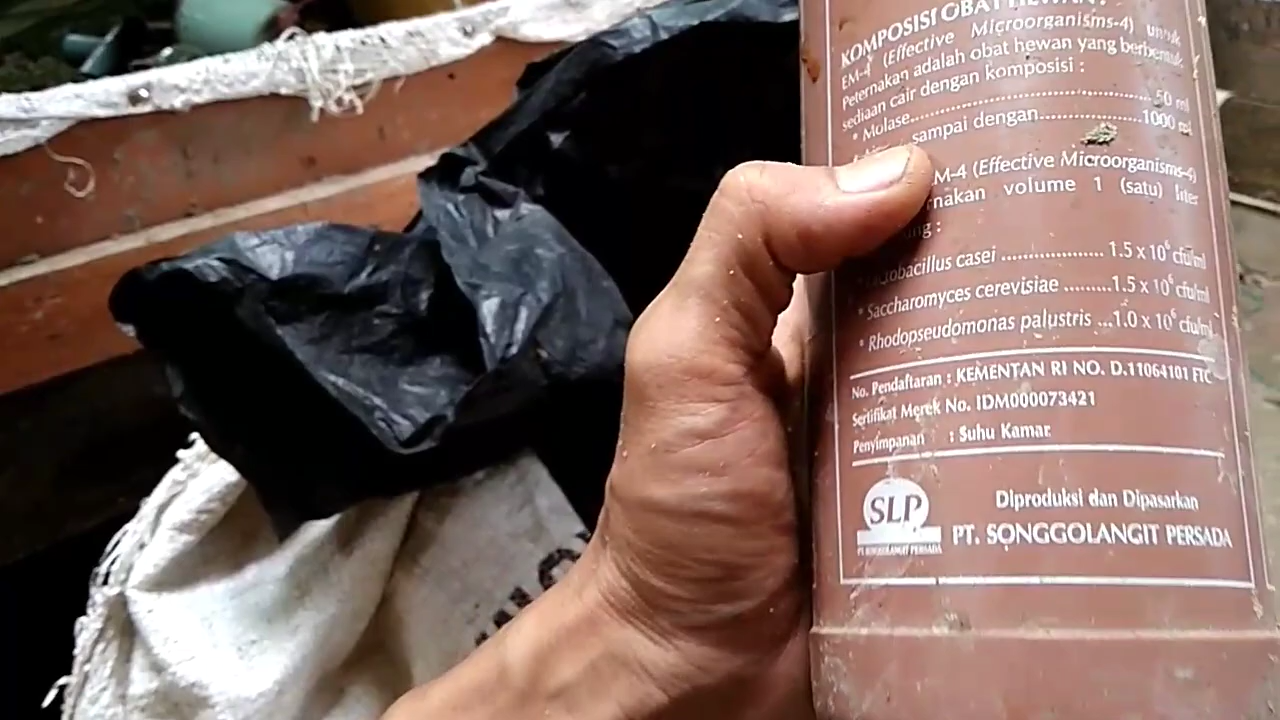 KOMPOSISI OBAT HEWAN :
EM-4 (Effective Microorganisms-4) untuk
Peternakan adalah obat hewan yang berbentuk
sediaan cair dengan komposisi :
* Molase..............................50 ml
sampai dengan................1000 ml
EM-4 (Effective Microorganisms-4)
volume 1 (satu) liter
* Lactobacillus casei .................. 1.5 x 10⁶ cfu/ml
* Saccharomyces cerevisiae .........1.5 x 10⁶ cfu/ml
* Rhodopseudomonas palustris ...1.0 x 10⁶ cfu/ml
No. Pendaftaran : KEMENTAN RI NO. D.11064101 FTC
Sertifikat Merek No. IDM000073421
Penyimpanan : Suhu Kamar
SLP
PT. SONGGOLANGIT PERSADA
Diproduksi dan Dipasarkan
PT. SONGGOLANGIT PERSADA